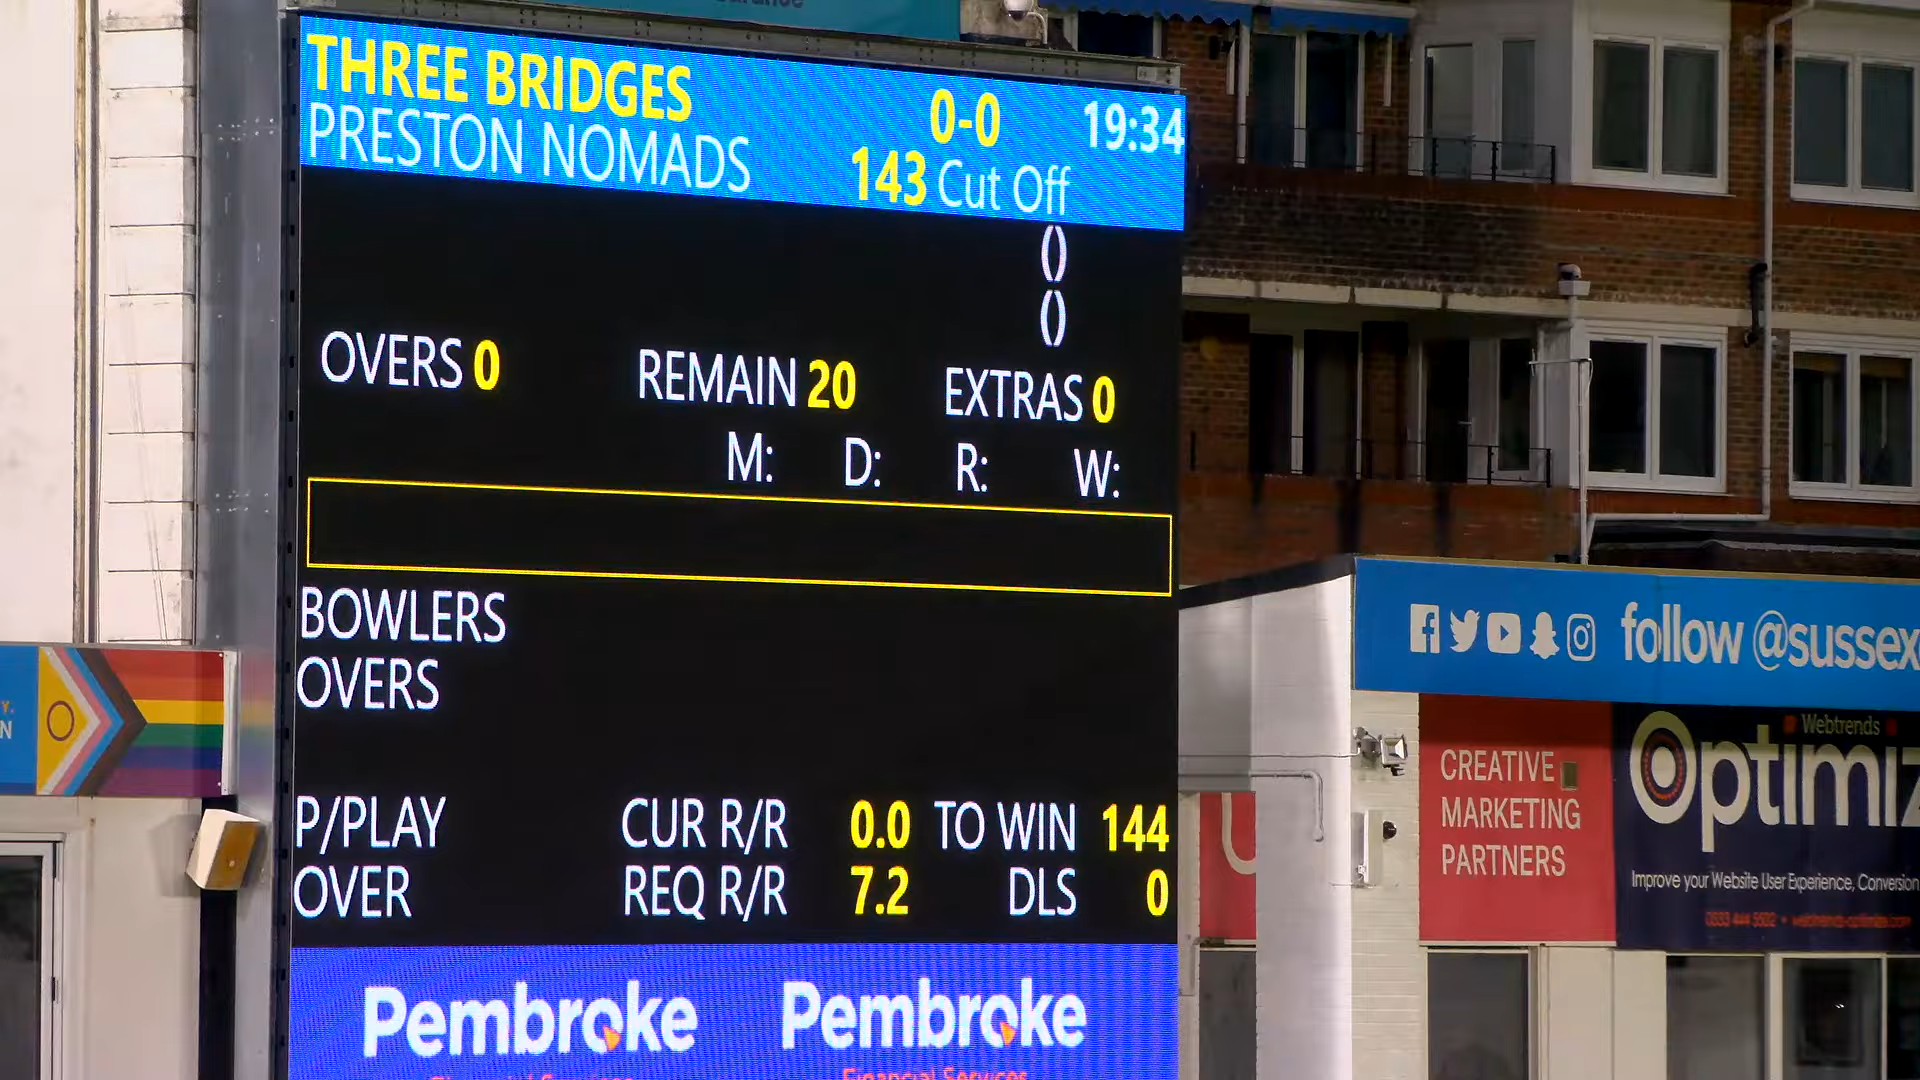 THREE BRIDGES 0-0 19:34
PRESTON NOMADS 143 Cut Off
()
()
OVERS 0 REMAIN 20 EXTRAS 0
M: D: R: W:
BOWLERS
OVERS
P/PLAY CUR R/R 0.0 TO WIN 144
OVER REQ R/R 7.2 DLS 0
Pembroke Pembroke
Financial Services
follow @sussex
CREATIVE
MARKETING
PARTNERS
Webtrends
Optimiz
Improve your Website User Experience, Conversion
Y.
N